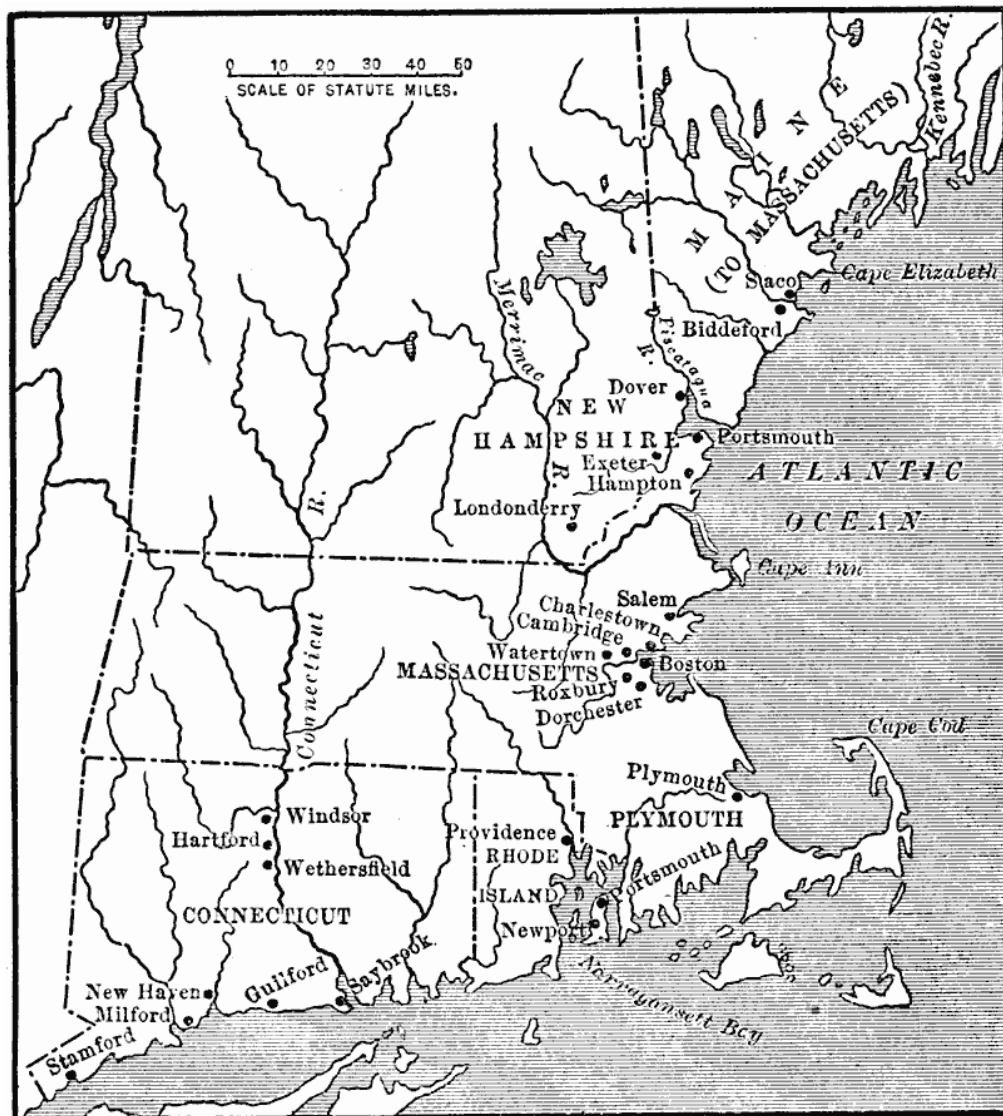 0 10 20 30 40 50
SCALE OF STATUTE MILES.
Kennebec R.
MAINE
(TO MASSACHUSETTS)
Saco
Cape Elizabeth
Biddeford
Merrimac
R.
Piscataqua
R.
Dover
NEW
HAMPSHIRE
Portsmouth
Exeter
Hampton
Londonderry
ATLANTIC
OCEAN
Cape Ann
R.
Connecticut
Salem
Charlestown
Cambridge
Watertown
Boston
MASSACHUSETTS
Roxbury
Dorchester
Cape Cod
Plymouth
PLYMOUTH
Windsor
Hartford
Wethersfield
Providence
RHODE
ISLAND
Portsmouth
Newport
CONNECTICUT
Narragansett Bay
New Haven
Milford
Guilford
Saybrook
Stamford